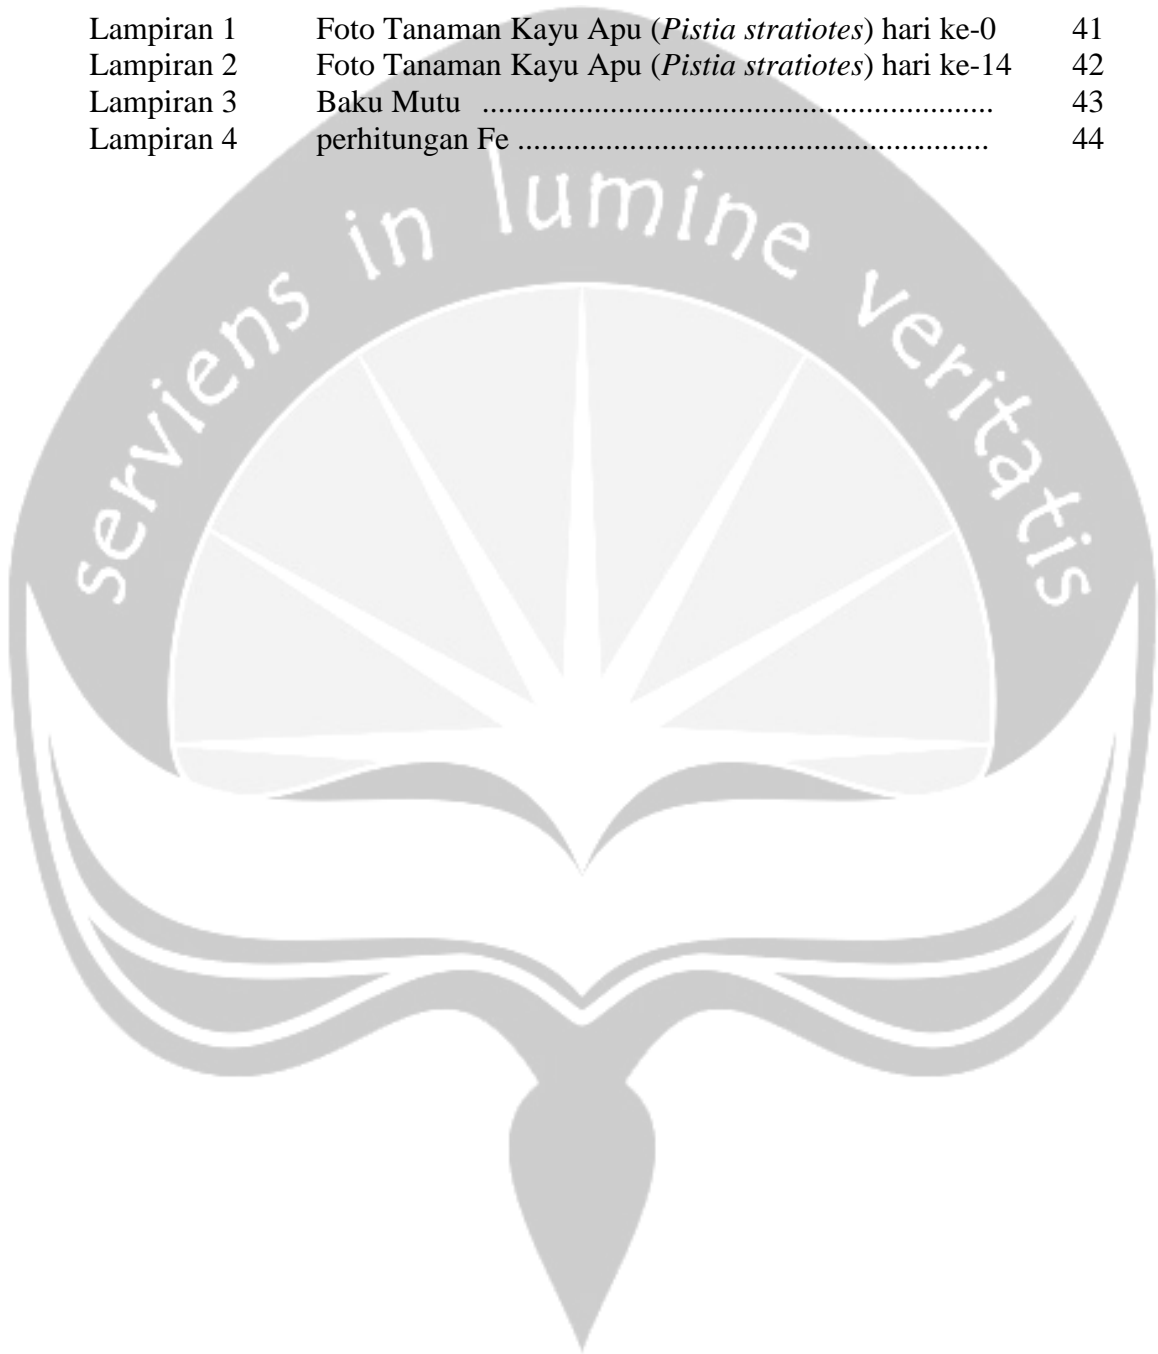 Lampiran 1 Foto Tanaman Kayu Apu (Pistia stratiotes) hari ke-0 41
Lampiran 2 Foto Tanaman Kayu Apu (Pistia stratiotes) hari ke-14 42
Lampiran 3 Baku Mutu ................................................................ 43
Lampiran 4 perhitungan Fe ........................................................... 44
serviens in lumine veritatis